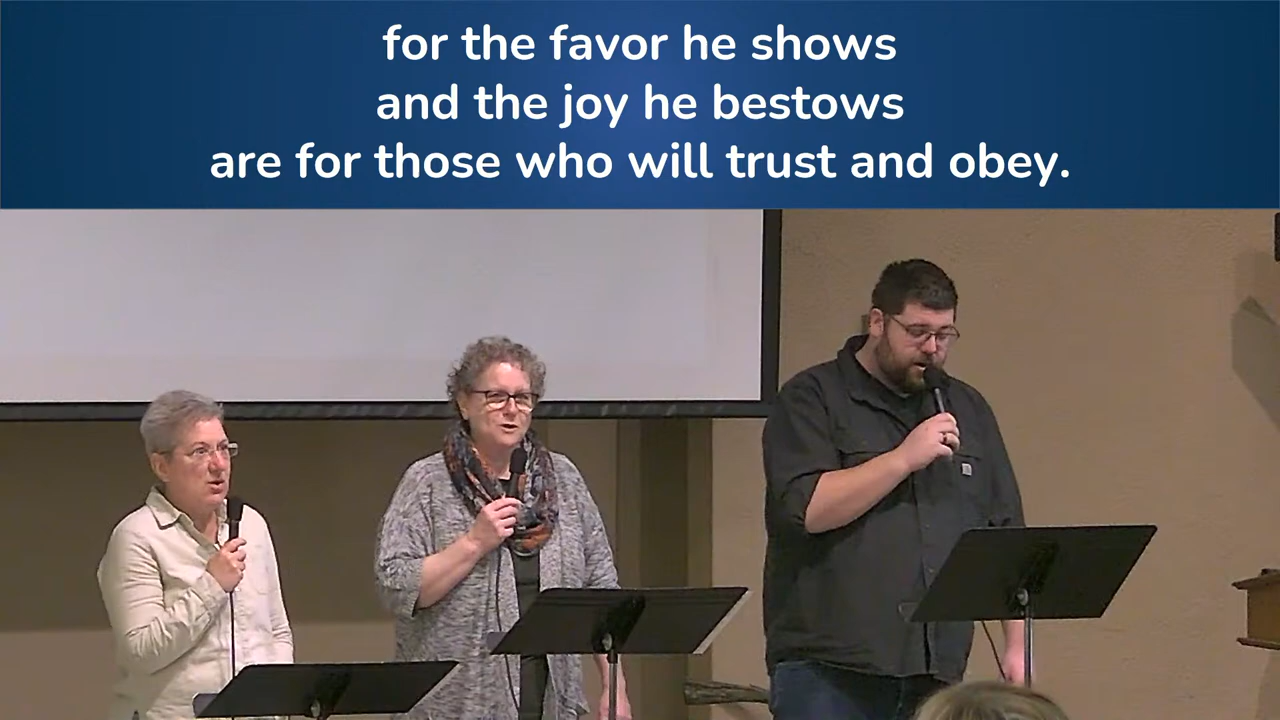 for the favor he shows
and the joy he bestows
are for those who will trust and obey.